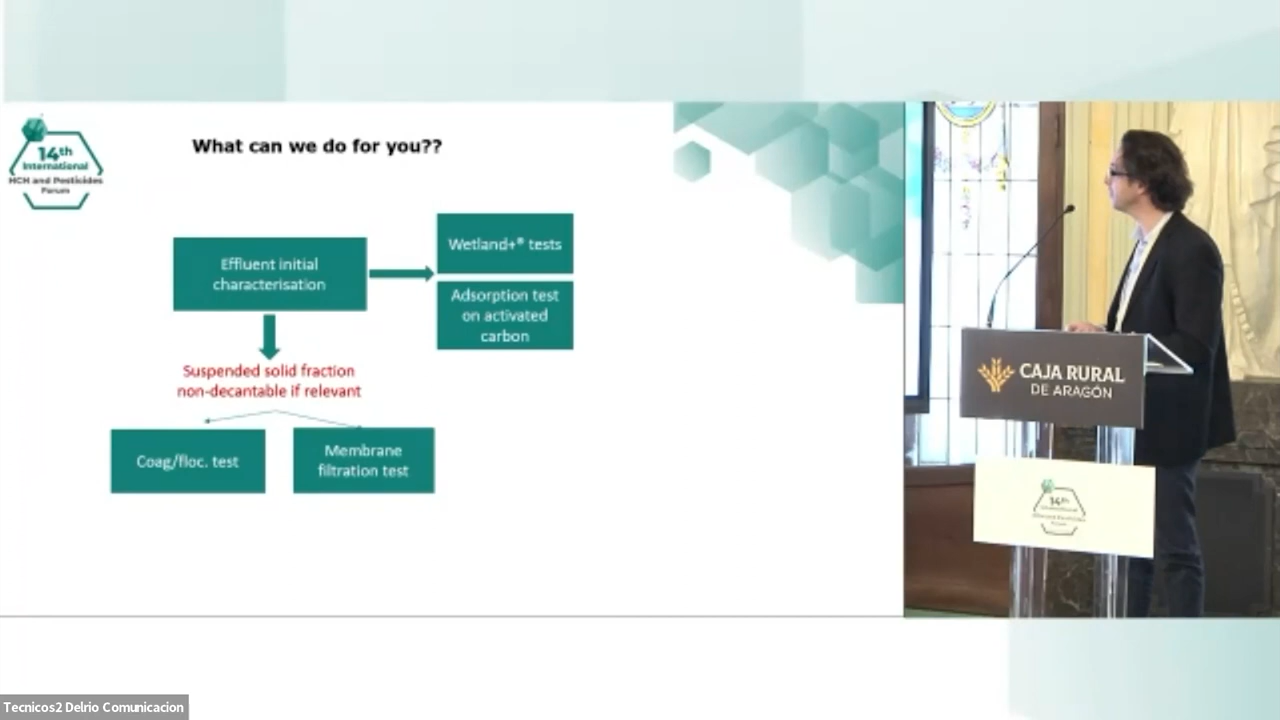 14th
International
HCH and Pesticides
Forum
What can we do for you??
Effluent initial
characterisation
Wetland+® tests
Adsorption test
on activated
carbon
Suspended solid fraction
non-decantable if relevant
Coag/floc. test
Membrane
filtration test
CAJA RURAL
DE ARAGÓN
14th
Tecnicos2 Delrio Comunicacion